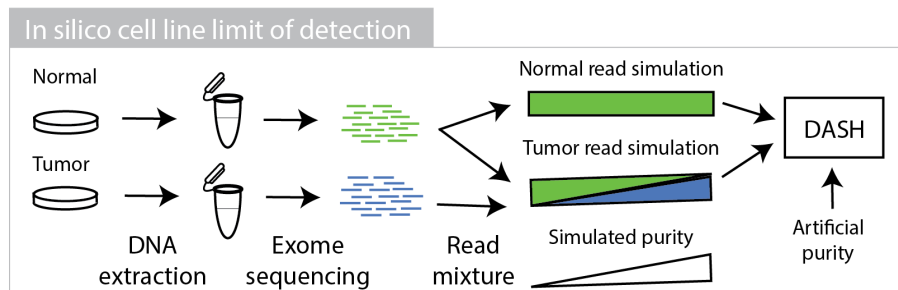 In silico cell line limit of detection
Normal
Tumor
DNA
extraction
Exome
sequencing
Read
mixture
Normal read simulation
Tumor read simulation
Simulated purity
DASH
Artificial
purity